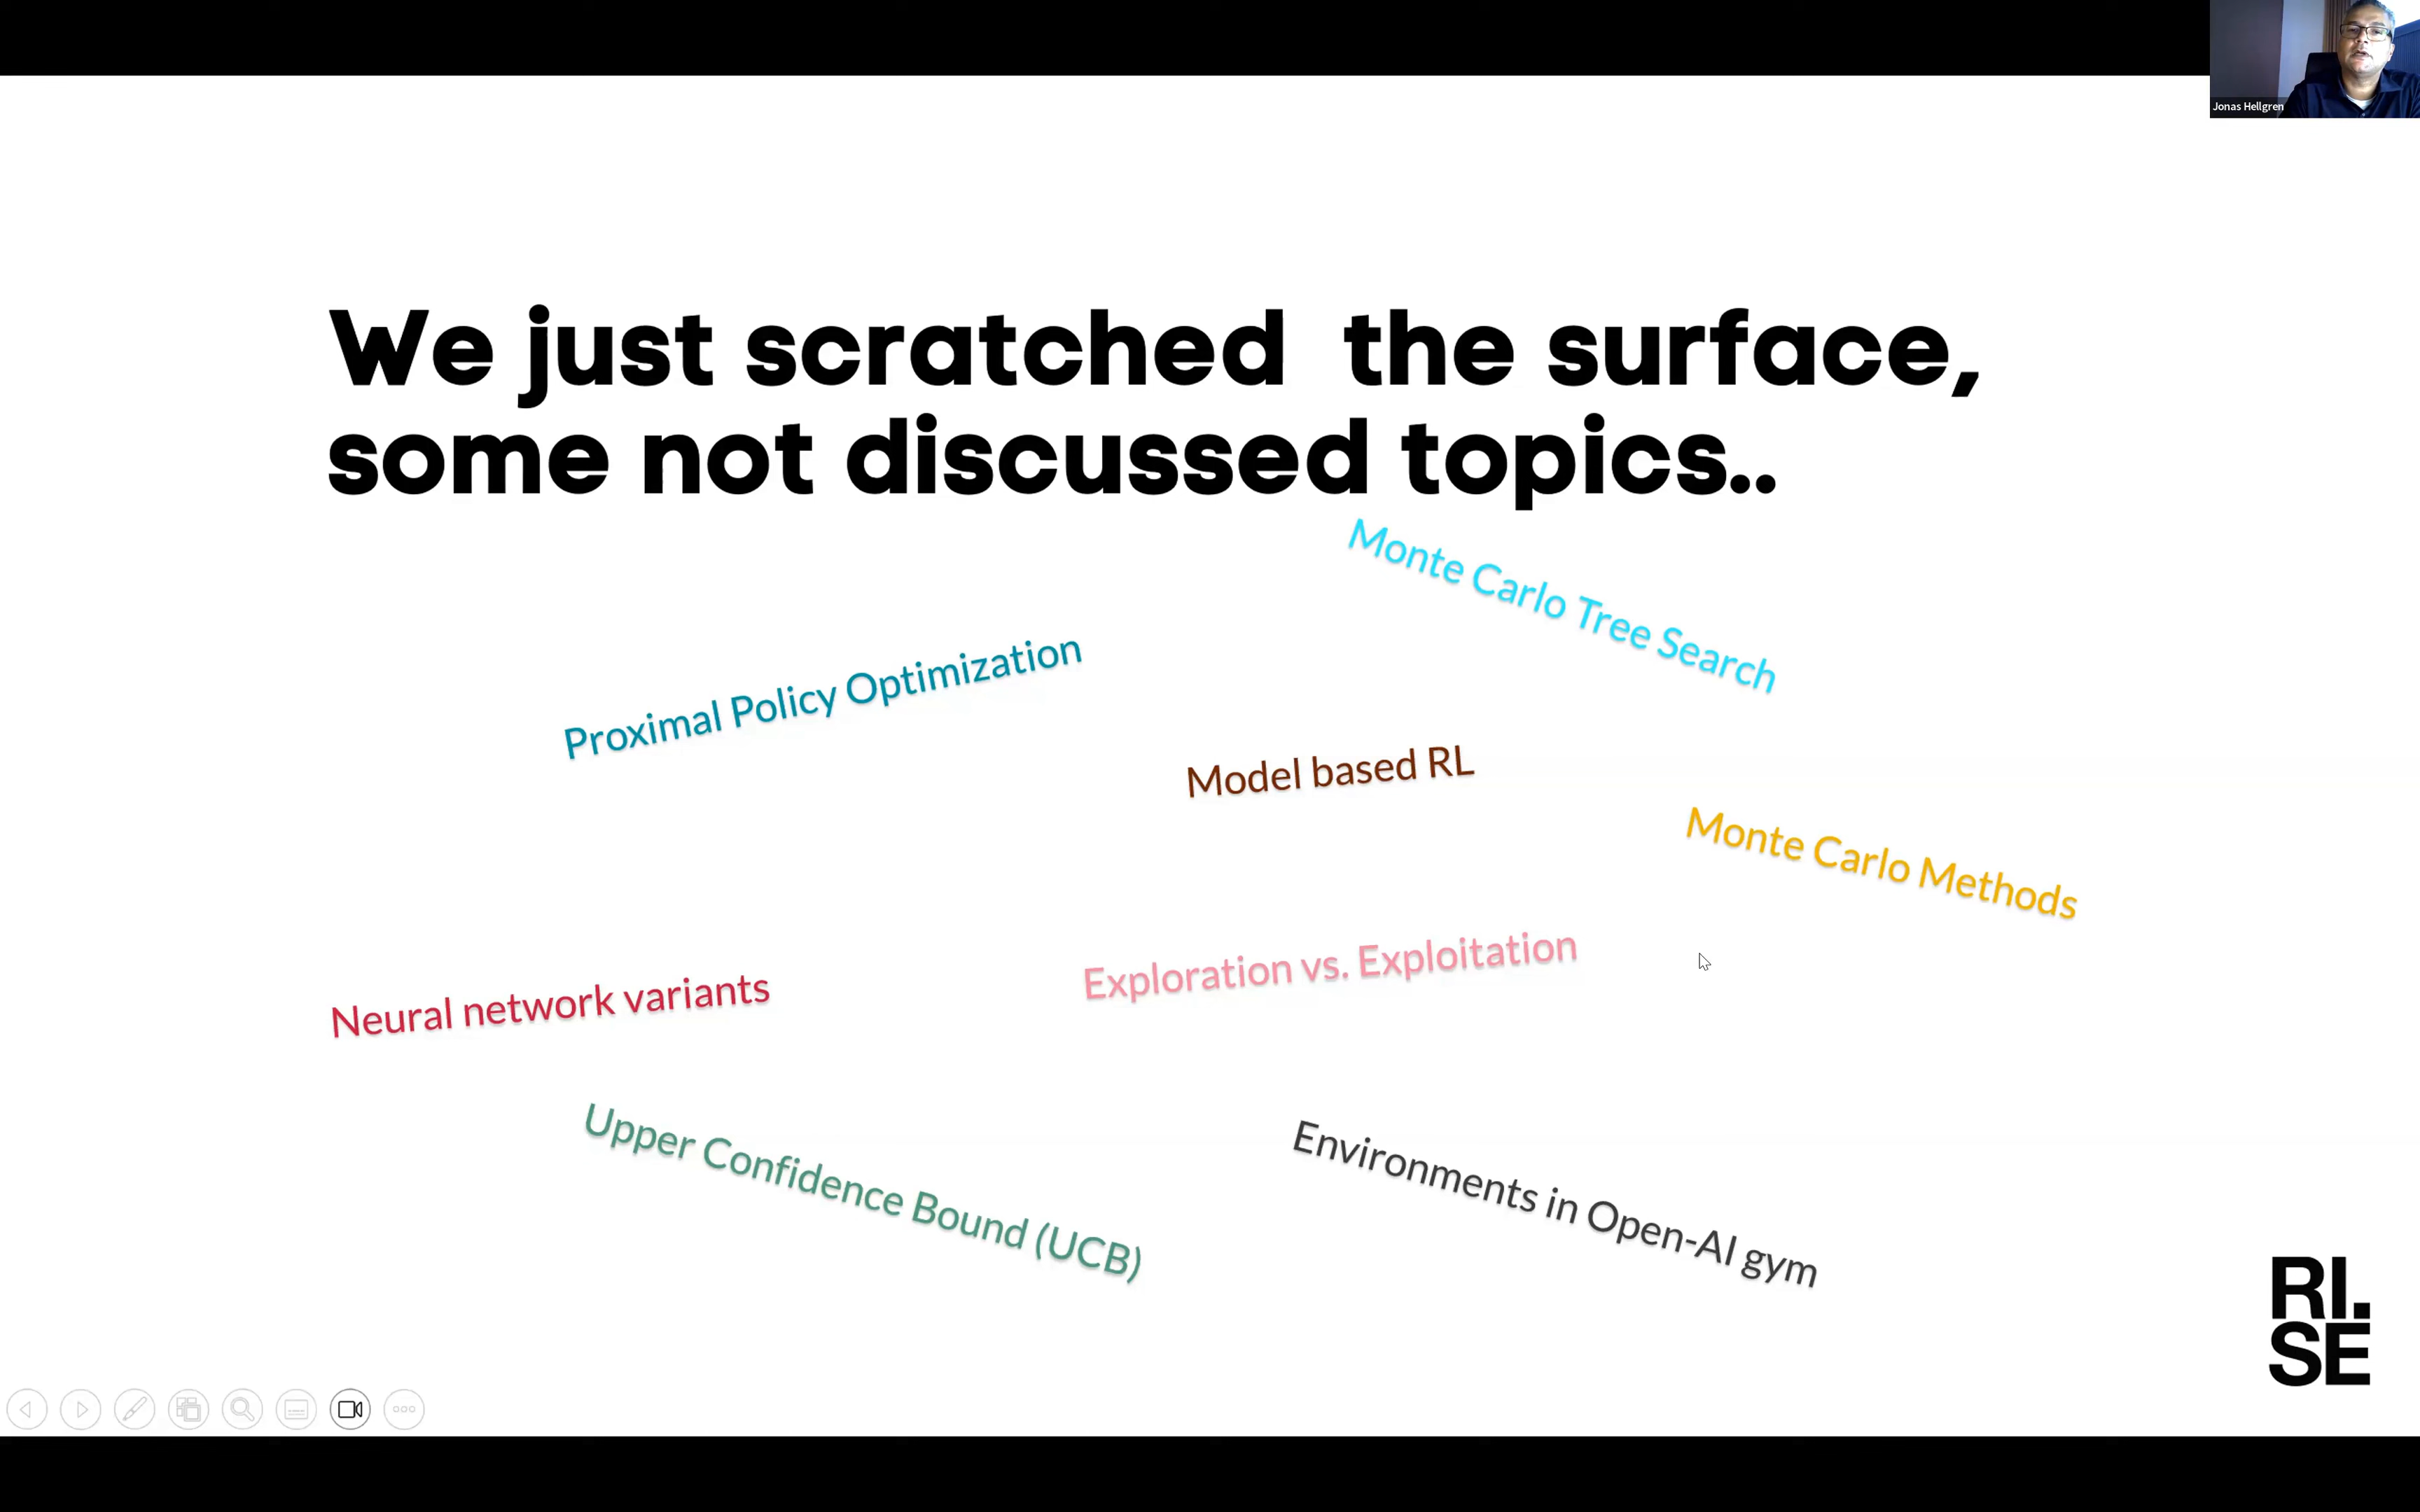 Jonas Hellgren
We just scratched  the surface,
some not discussed topics..
Monte Carlo Tree Search
Proximal Policy Optimization
Model based RL
Monte Carlo Methods
Exploration vs. Exploitation
Neural network variants
Upper Confidence Bound (UCB)
Environments in Open-AI gym
RI.
SE